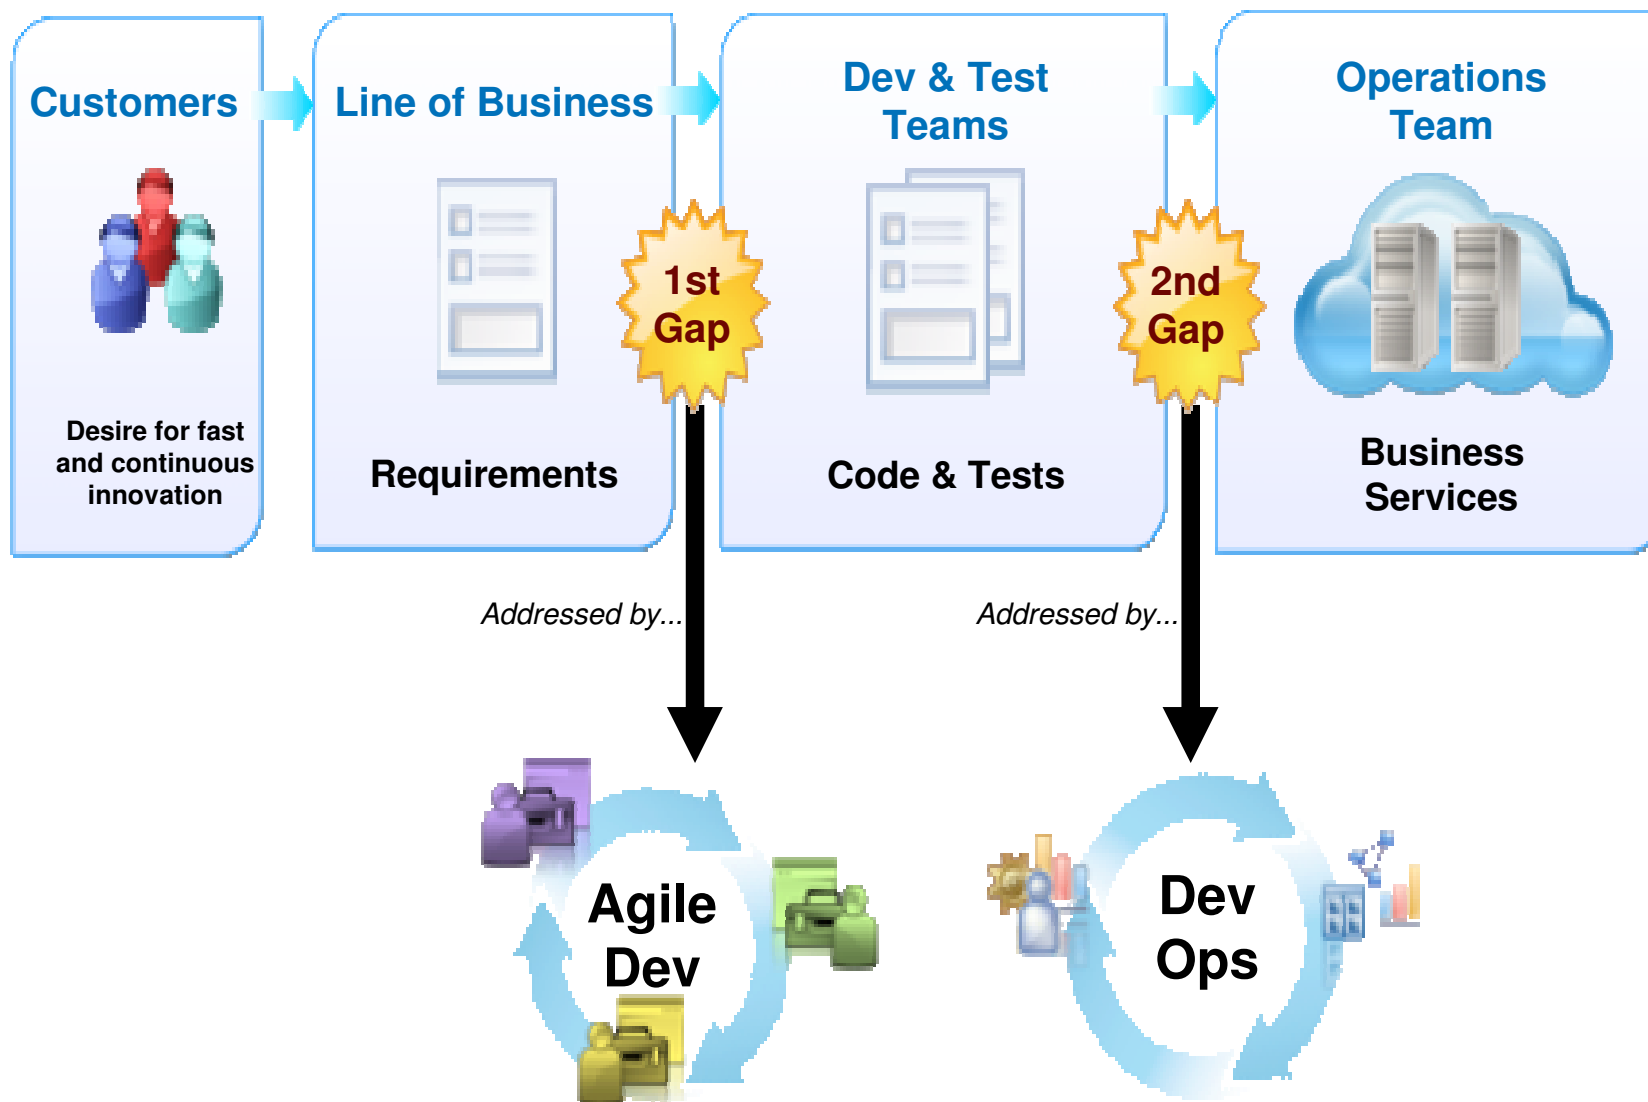 Customers
Line of Business
Dev & Test
Teams
Operations
Team
1st
Gap
2nd
Gap
Desire for fast
and continuous
innovation
Requirements
Code & Tests
Business
Services
Addressed by...
Addressed by...
Agile
Dev
Dev
Ops